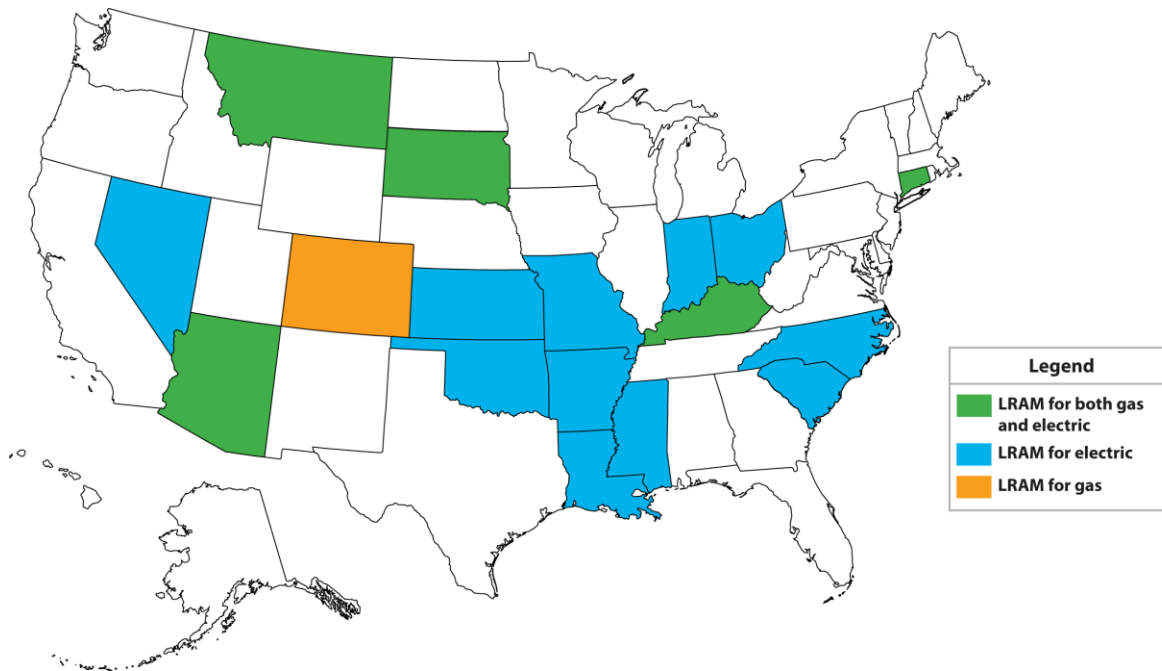 Legend
LRAM for both gas
and electric
LRAM for electric
LRAM for gas